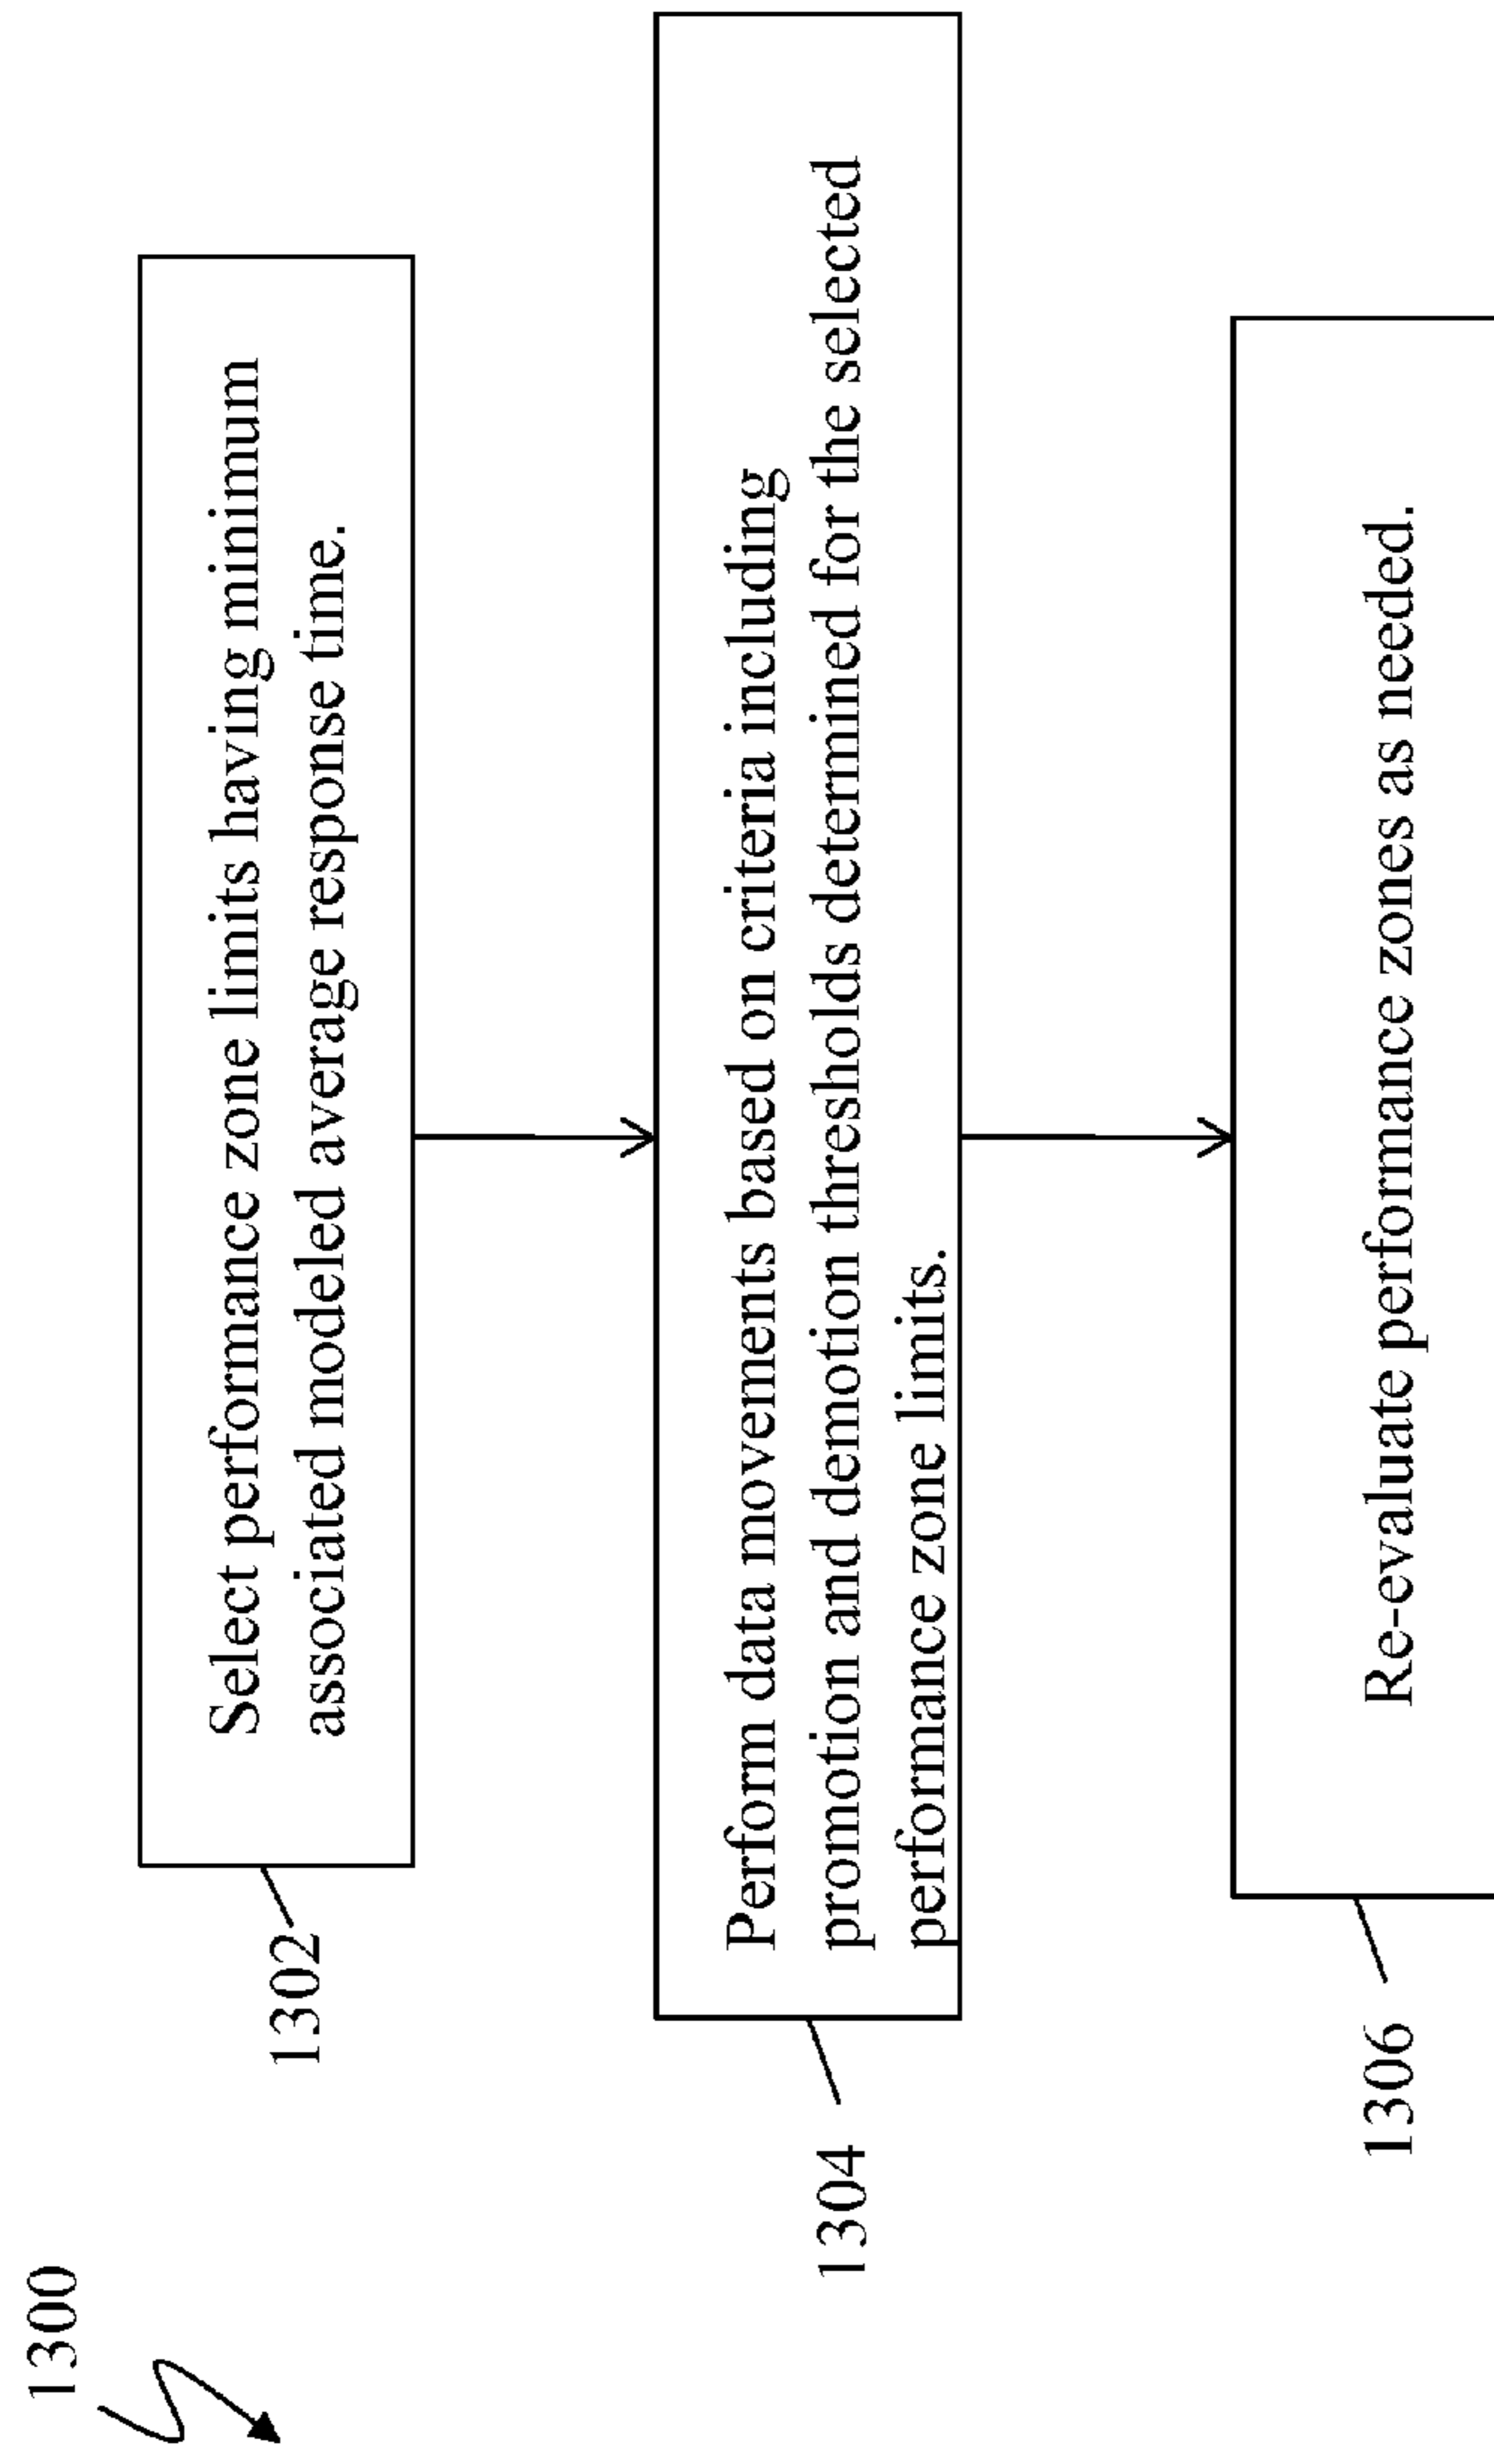 1300
1302
Select performance zone limits having minimum
associated modeled average response time.
1304
Perform data movements based on criteria including
promotion and demotion thresholds determined for the selected
performance zone limits.
1306
Re-evaluate performance zones as needed.